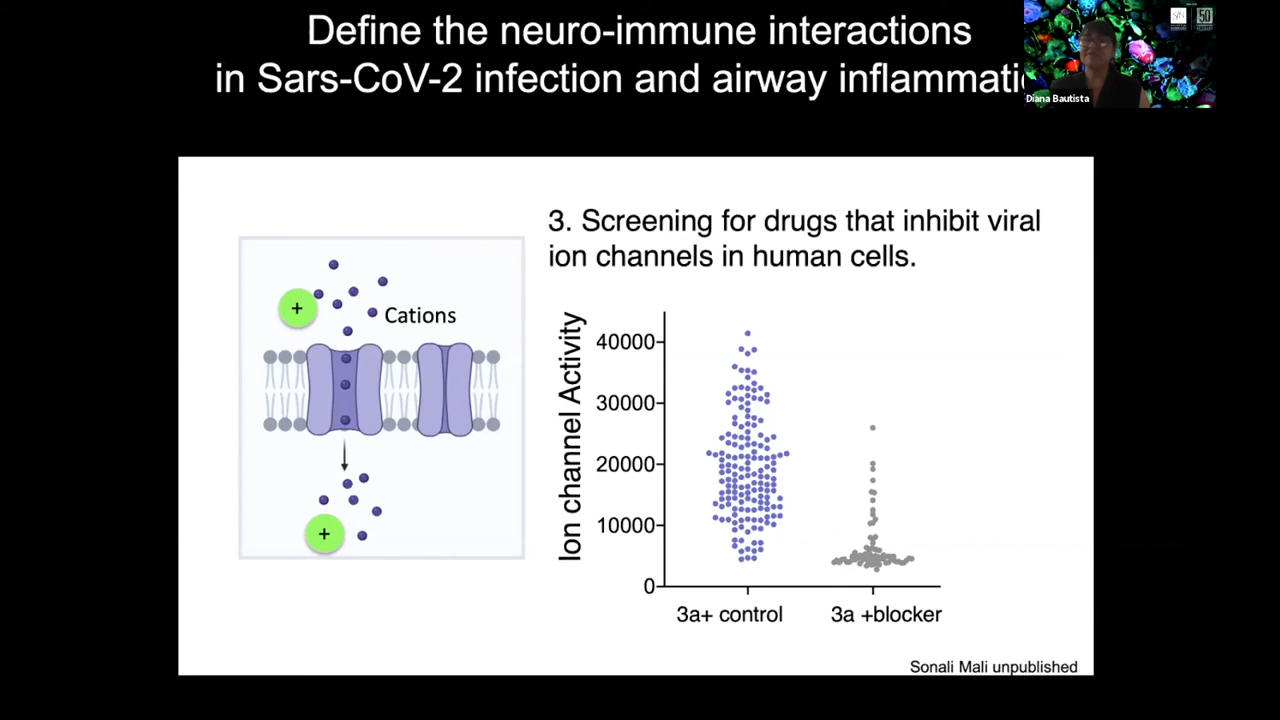 Define the neuro-immune interactions
in Sars-CoV-2 infection and airway inflammati
Diana Bautista
50
3. Screening for drugs that inhibit viral
ion channels in human cells.
+
Cations
+
Ion channel Activity
40000
30000
20000
10000
0
3a+ control
3a +blocker
Sonali Mali unpublished